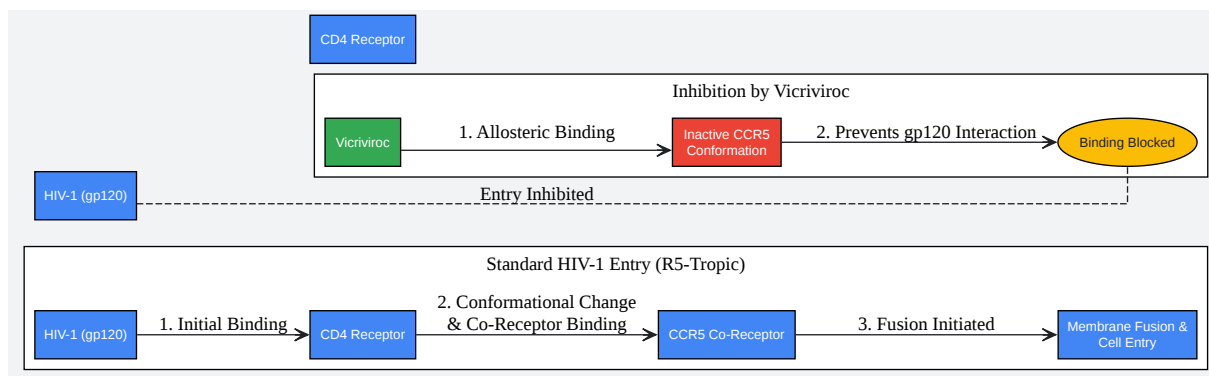 CD4 Receptor
Inhibition by Vicriviroc
Vicriviroc
1. Allosteric Binding
Inactive CCR5
Conformation
2. Prevents gp120 Interaction
Binding Blocked
HIV-1 (gp120)
Entry Inhibited
Standard HIV-1 Entry (R5-Tropic)
HIV-1 (gp120)
1. Initial Binding
CD4 Receptor
2. Conformational Change
& Co-Receptor Binding
CCR5 Co-Receptor
3. Fusion Initiated
Membrane Fusion &
Cell Entry